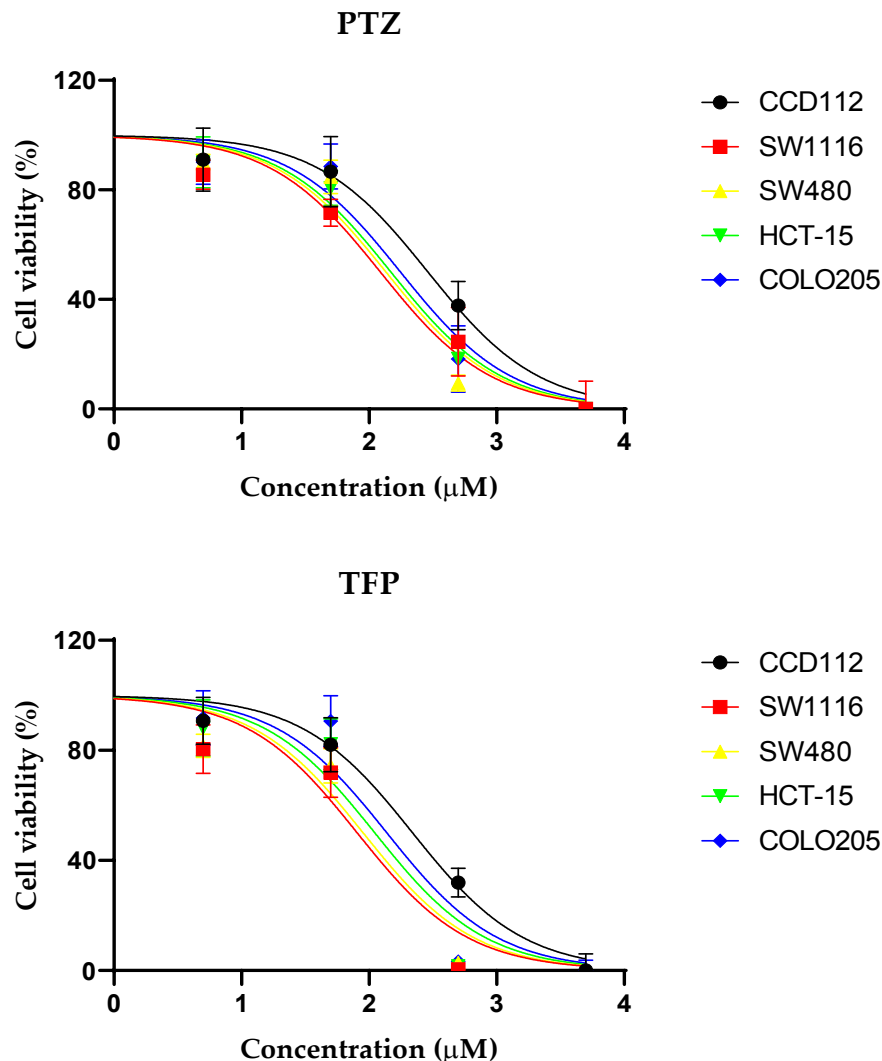 PTZ
120
80
40
0
Cell viability (%)
0 1 2 3 4
Concentration (μM)
CCD112
SW1116
SW480
HCT-15
COLO205
TFP
120
80
40
0
Cell viability (%)
0 1 2 3 4
Concentration (μM)
CCD112
SW1116
SW480
HCT-15
COLO205